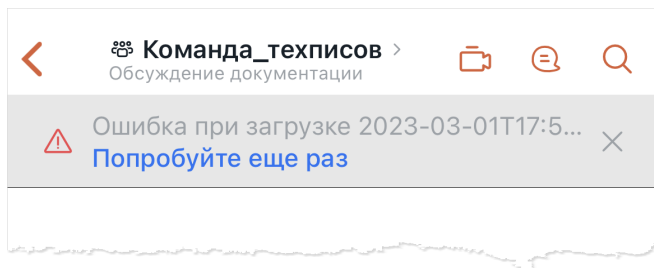 Команда_техписов
Обсуждение документации
Ошибка при загрузке 2023-03-01T17:5...
Попробуйте еще раз